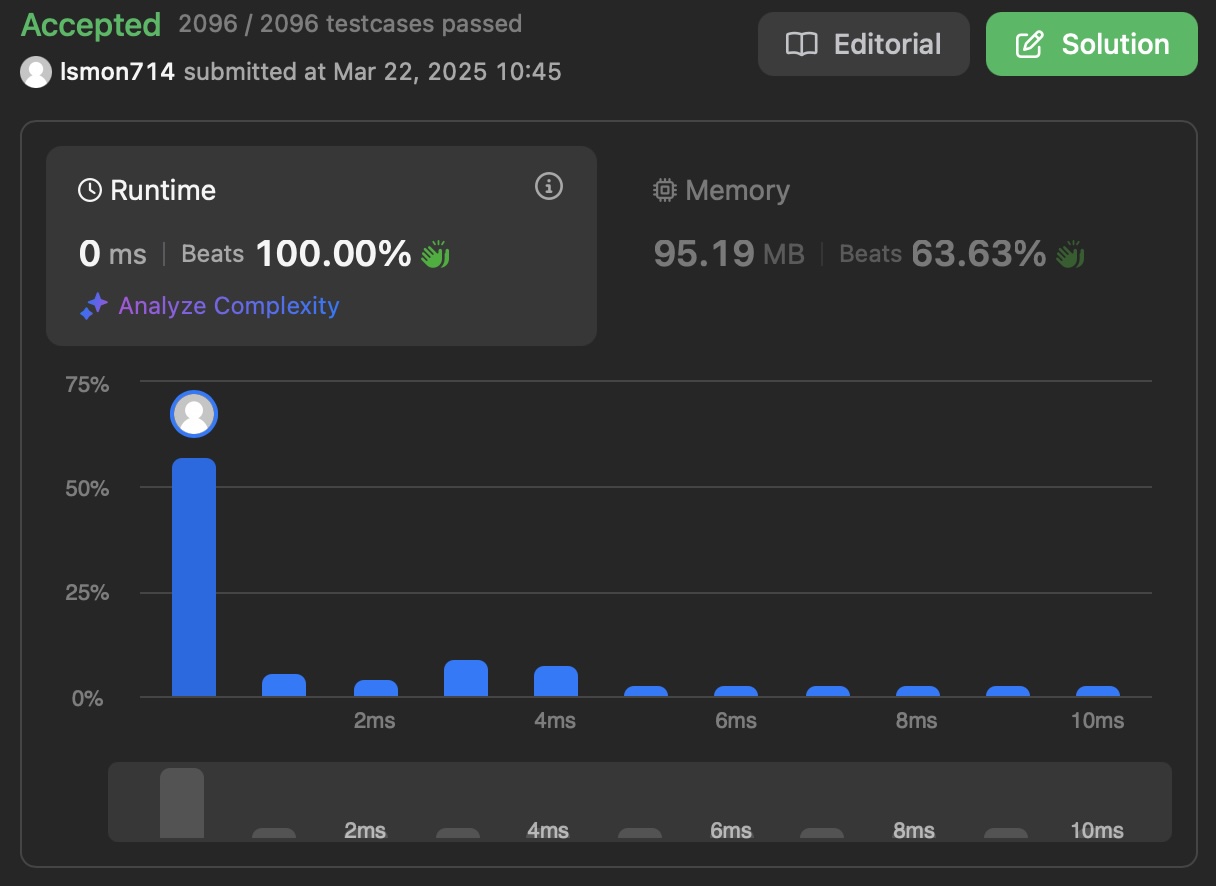 Accepted 2096 / 2096 testcases passed
Editorial
Solution
lsmon714 submitted at Mar 22, 2025 10:45
Runtime
0 ms | Beats 100.00%
Analyze Complexity
Memory
95.19 MB | Beats 63.63%
75%
50%
25%
0%
2ms 4ms 6ms 8ms 10ms
2ms 4ms 6ms 8ms 10ms